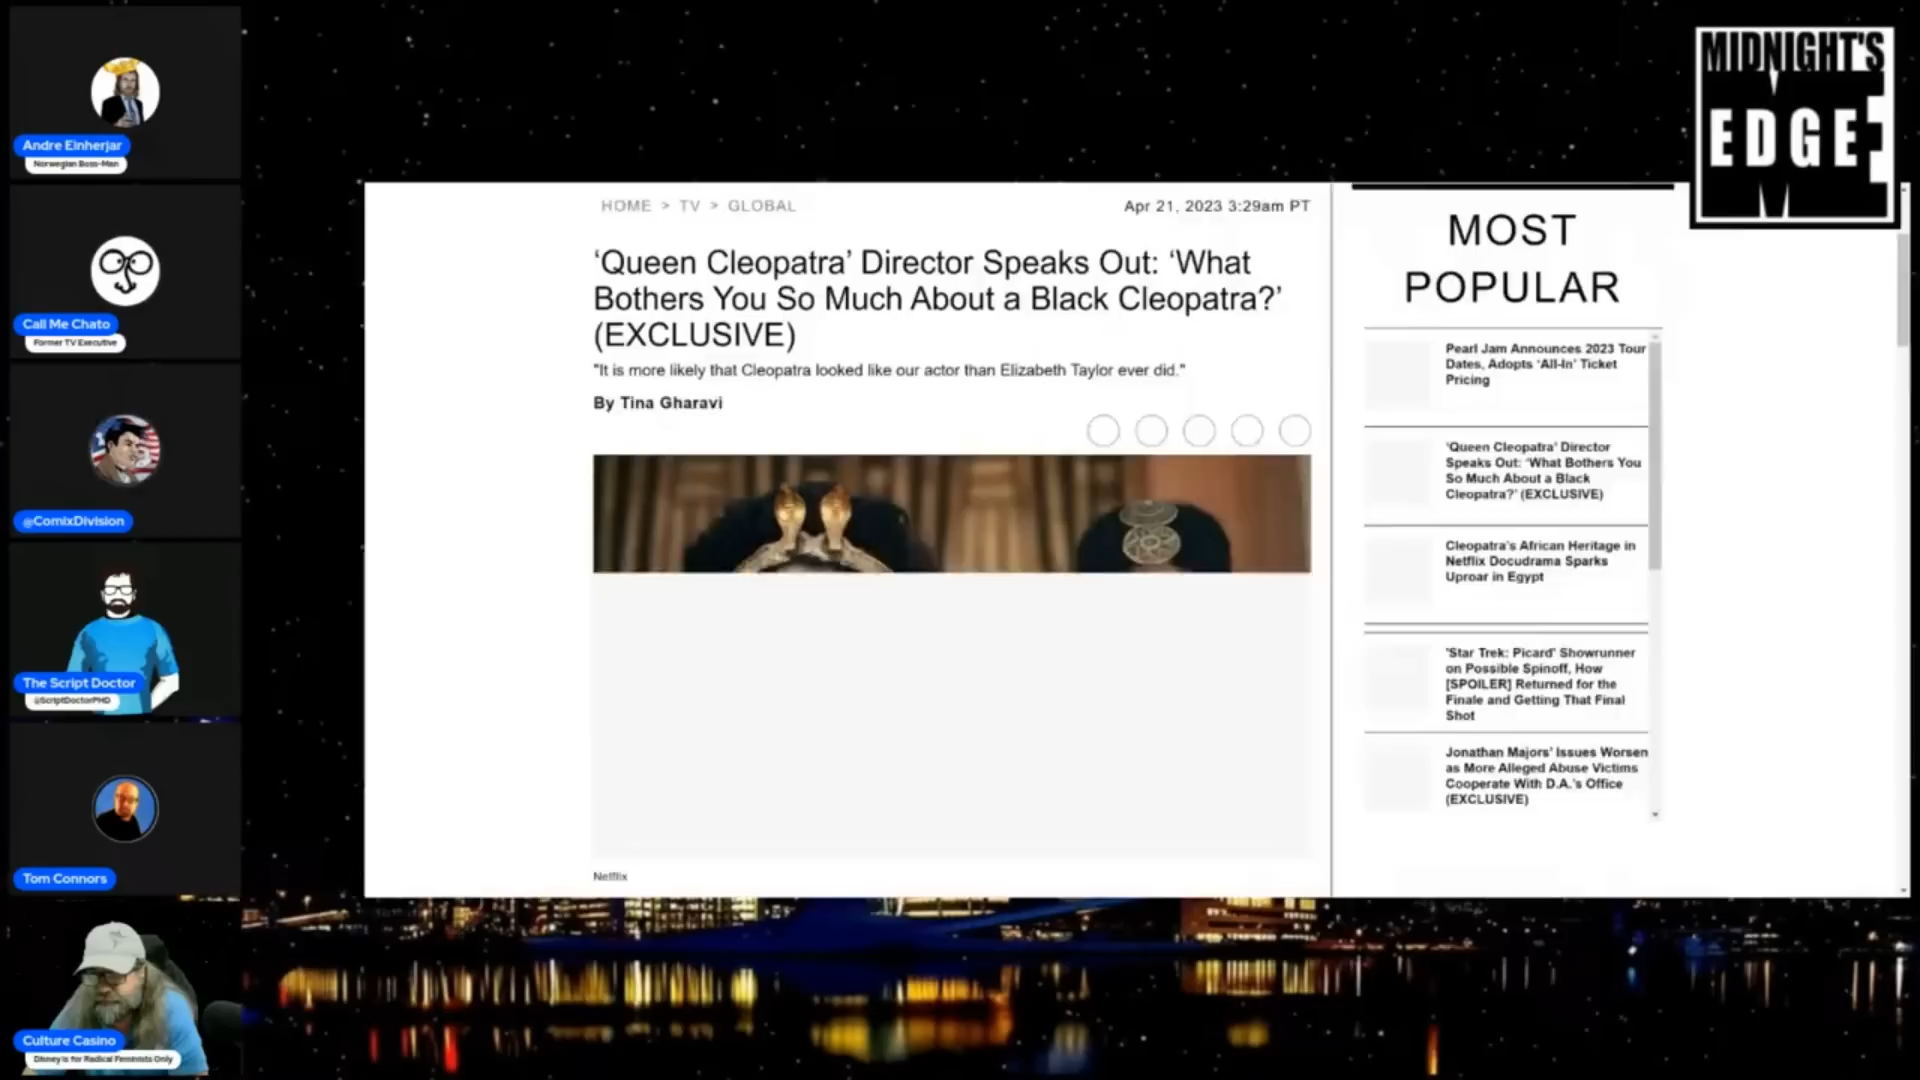 Andre Einherjar
Norwegian Boss-Man
Call Me Chato
Former TV Executive
@ComixDivision
The Script Doctor
@ScriptDoctorPHD
Tom Connors
Culture Casino
Disney is for Radical Feminists Only
HOME > TV > GLOBAL
Apr 21, 2023 3:29am PT
‘Queen Cleopatra’ Director Speaks Out: ‘What
Bothers You So Much About a Black Cleopatra?’
(EXCLUSIVE)
"It is more likely that Cleopatra looked like our actor than Elizabeth Taylor ever did."
By Tina Gharavi
Netflix
MOST
POPULAR
Pearl Jam Announces 2023 Tour
Dates, Adopts ‘All-In’ Ticket
Pricing
‘Queen Cleopatra’ Director
Speaks Out: ‘What Bothers You
So Much About a Black
Cleopatra?’ (EXCLUSIVE)
Cleopatra’s African Heritage in
Netflix Docudrama Sparks
Uproar in Egypt
'Star Trek: Picard' Showrunner
on Possible Spinoff, How
[SPOILER] Returned for the
Finale and Getting That Final
Shot
Jonathan Majors’ Issues Worsen
as More Alleged Abuse Victims
Cooperate With D.A.’s Office
(EXCLUSIVE)
MIDNIGHT'S
EDGE